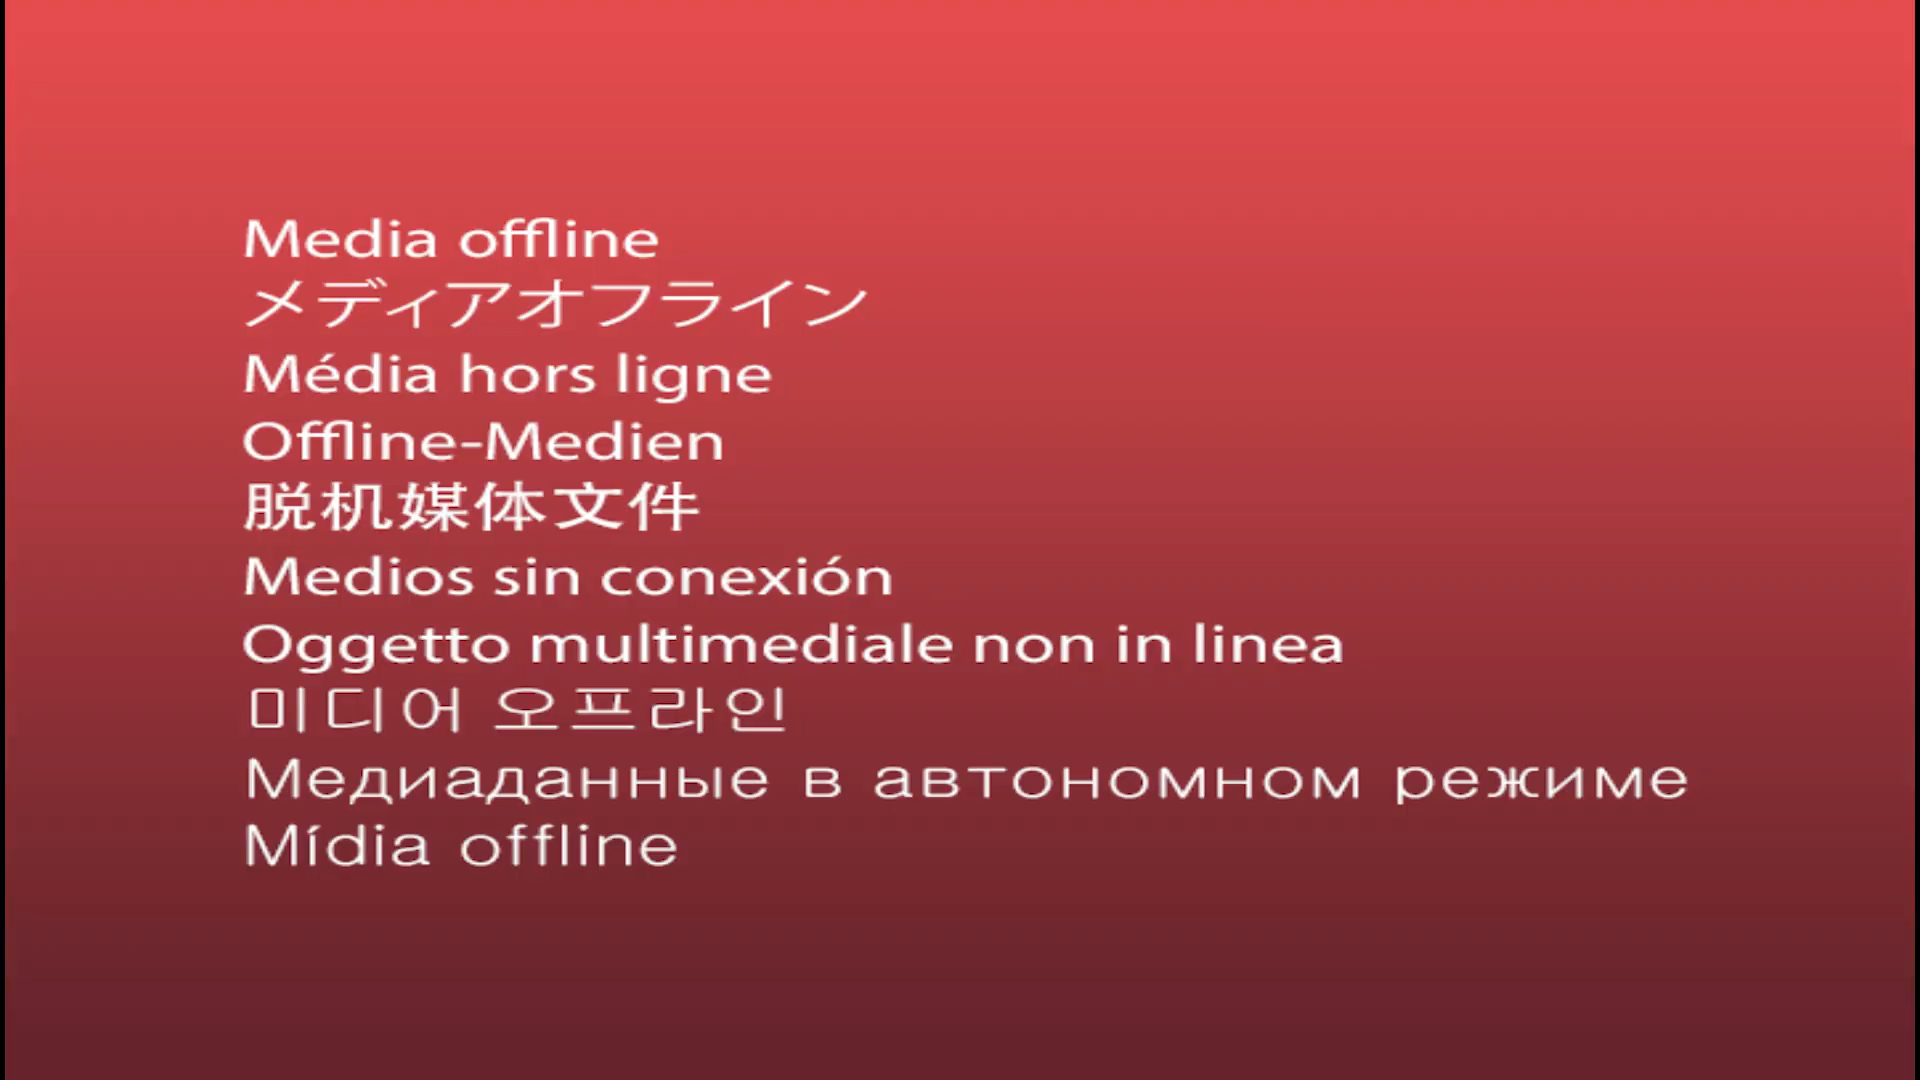 Media offline
メディアオフライン
Média hors ligne
Offline-Medien
脱机媒体文件
Medios sin conexión
Oggetto multimediale non in linea
미디어 오프라인
Медиаданные в автономном режиме
Mídia offline